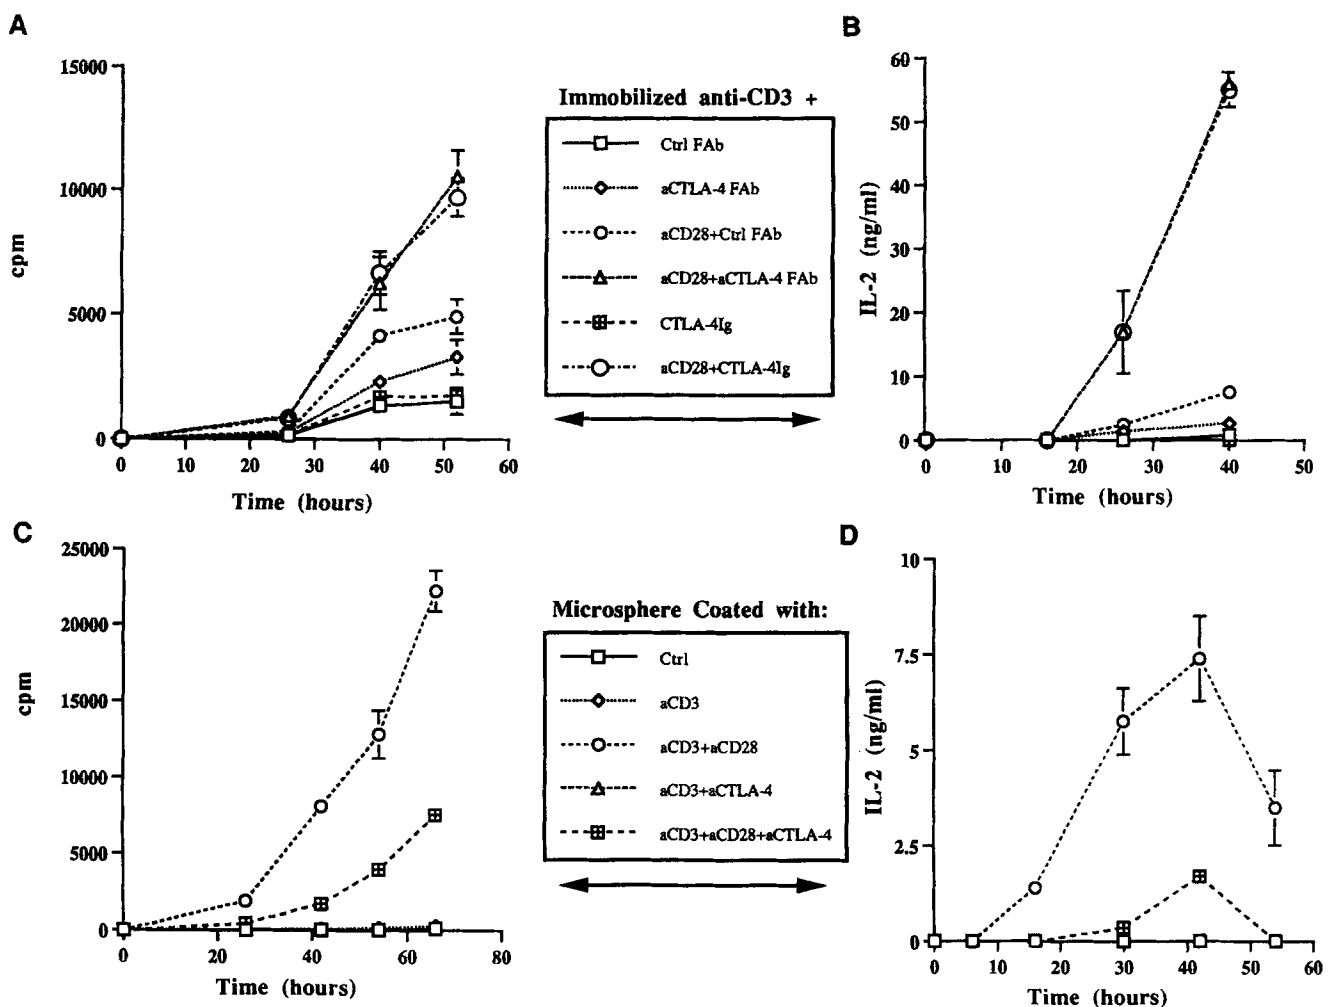 A
15000
10000
5000
0
cpm
0 10 20 30 40 50 60
Time (hours)
Immobilized anti-CD3 +
Ctrl FAb
aCTLA-4 FAb
aCD28+Ctrl FAb
aCD28+aCTLA-4 FAb
CTLA-4Ig
aCD28+CTLA-4Ig
B
60
50
40
30
20
10
0
IL-2 (ng/ml)
0 10 20 30 40 50
Time (hours)
C
25000
20000
15000
10000
5000
0
cpm
0 20 40 60 80
Time (hours)
Microsphere Coated with:
Ctrl
aCD3
aCD3+aCD28
aCD3+aCTLA-4
aCD3+aCD28+aCTLA-4
D
10
7.5
5
2.5
0
IL-2 (ng/ml)
0 10 20 30 40 50 60
Time (hours)